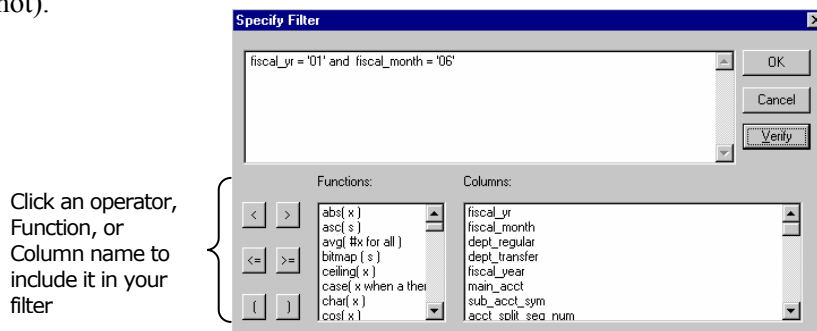 not).
Specify Filter
fiscal_yr = '01' and fiscal_month = '06'
OK
Cancel
Verify
Click an operator,
Function, or
Column name to
include it in your
filter
Functions:
Columns:
< >
<= >=
( )
abs( x )
asc( s )
avg( #x for all )
bitmap ( s )
ceiling( x )
case( x when a the
char( x )
cos( x )
fiscal_yr
fiscal_month
dept_regular
dept_transfer
fiscal_year
main_acct
sub_acct_sym
acct_split_seq_num